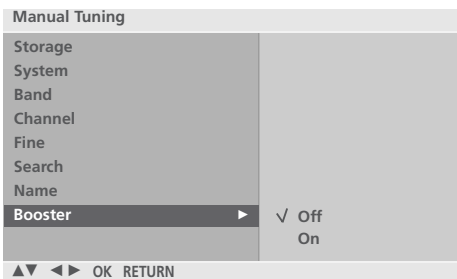 Manual Tuning
Storage
System
Band
Channel
Fine
Search
Name
Booster ► √ Off
On
▲▼ ◄► OK RETURN